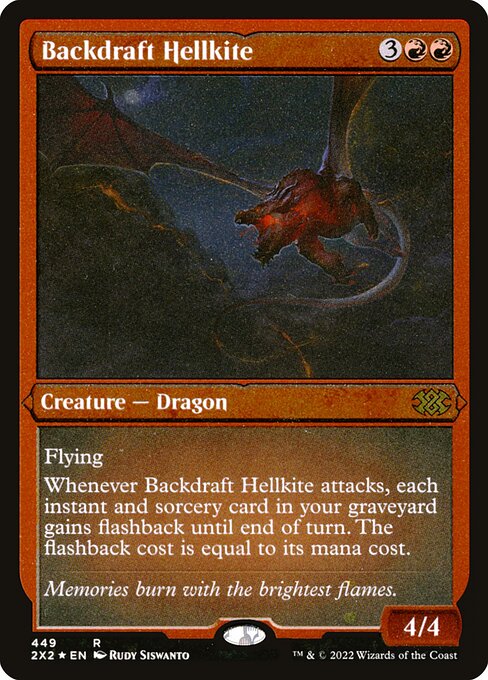 Backdraft Hellkite 3
Creature — Dragon
Flying
Whenever Backdraft Hellkite attacks, each
instant and sorcery card in your graveyard
gains flashback until end of turn. The
flashback cost is equal to its mana cost.
Memories burn with the brightest flames.
4/4
449 R
2X2 ★ EN Rudy Siswanto
™ & © 2022 Wizards of the Coast